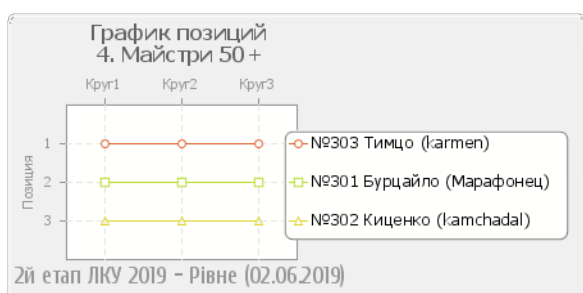 График позиций
4. Майстри 50 +
Круг1 Круг2 Круг3
Позиция
1
2
3
№303 Тимцо (karmen)
№301 Бурцайло (Марафонец)
№302 Киценко (kamchadal)
2й етап ЛКУ 2019 - Рівне (02.06.2019)